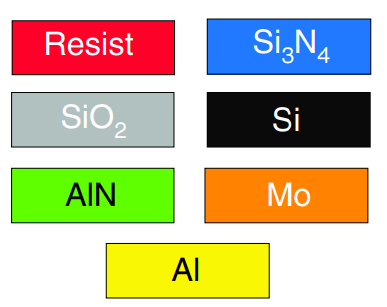 Resist
Si₃N₄
SiO₂
Si
AlN
Mo
Al